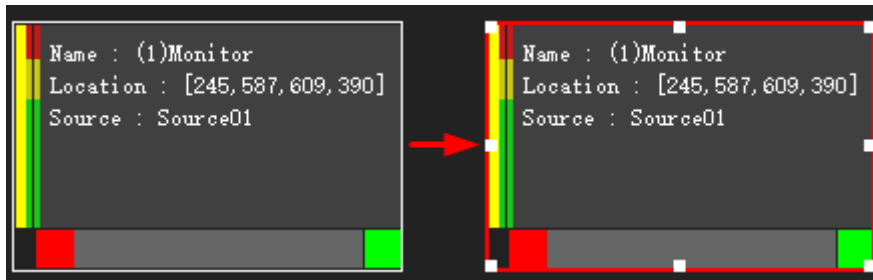 Name : (1)Monitor
Location : [245,587,609,390]
Source : Source01
Name : (1)Monitor
Location : [245,587,609,390]
Source : Source01